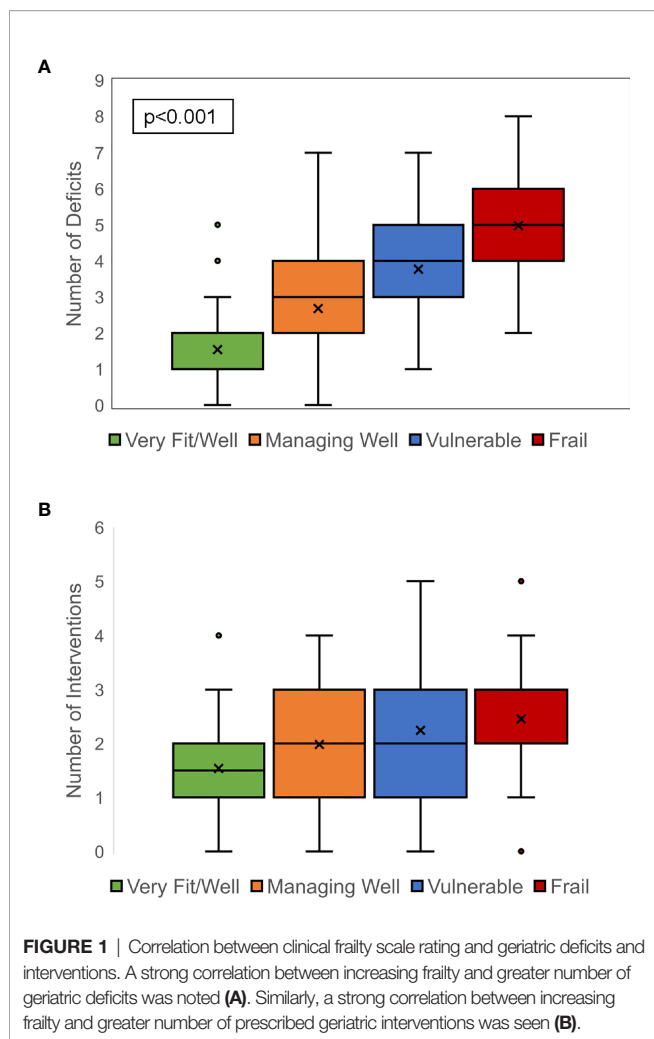 A
9
8
7
6
5
4
3
2
1
0
Number of Deficits
p<0.001
Very Fit/Well Managing Well Vulnerable Frail
B
6
5
4
3
2
1
0
Number of Interventions
Very Fit/Well Managing Well Vulnerable Frail
FIGURE 1 | Correlation between clinical frailty scale rating and geriatric deficits and
interventions. A strong correlation between increasing frailty and greater number of
geriatric deficits was noted (A). Similarly, a strong correlation between increasing
frailty and greater number of prescribed geriatric interventions was seen (B).